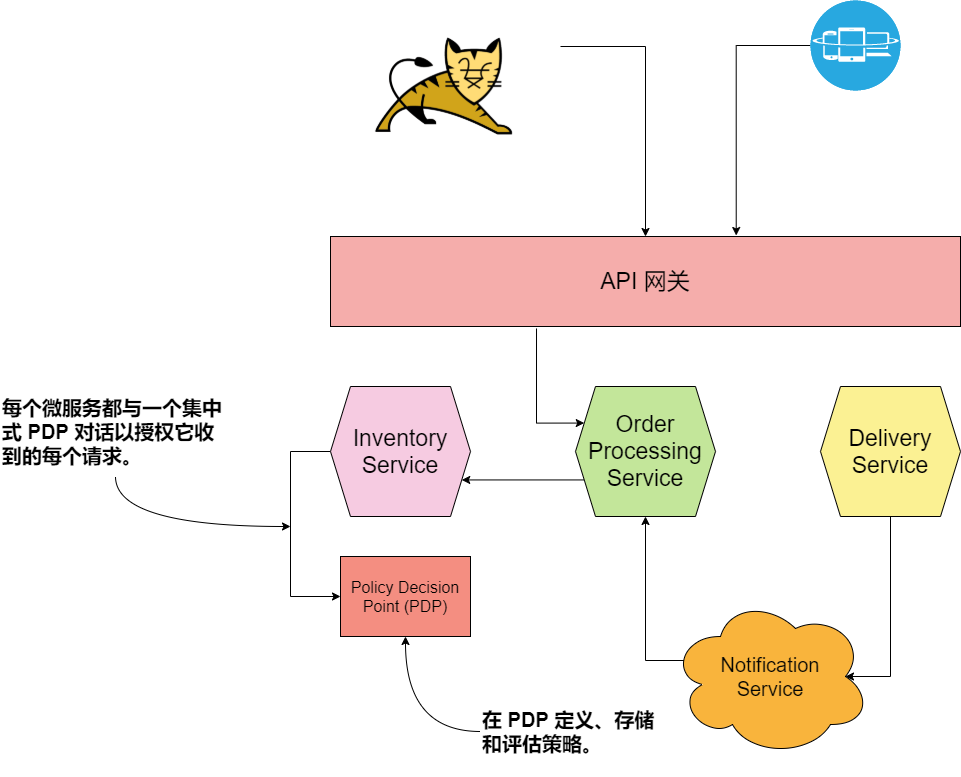 API 网关
每个微服务都与一个集中
式 PDP 对话以授权它收
到的每个请求。
Inventory
Service
Order
Processing
Service
Delivery
Service
Policy Decision
Point (PDP)
Notification
Service
在 PDP 定义、存储
和评估策略。